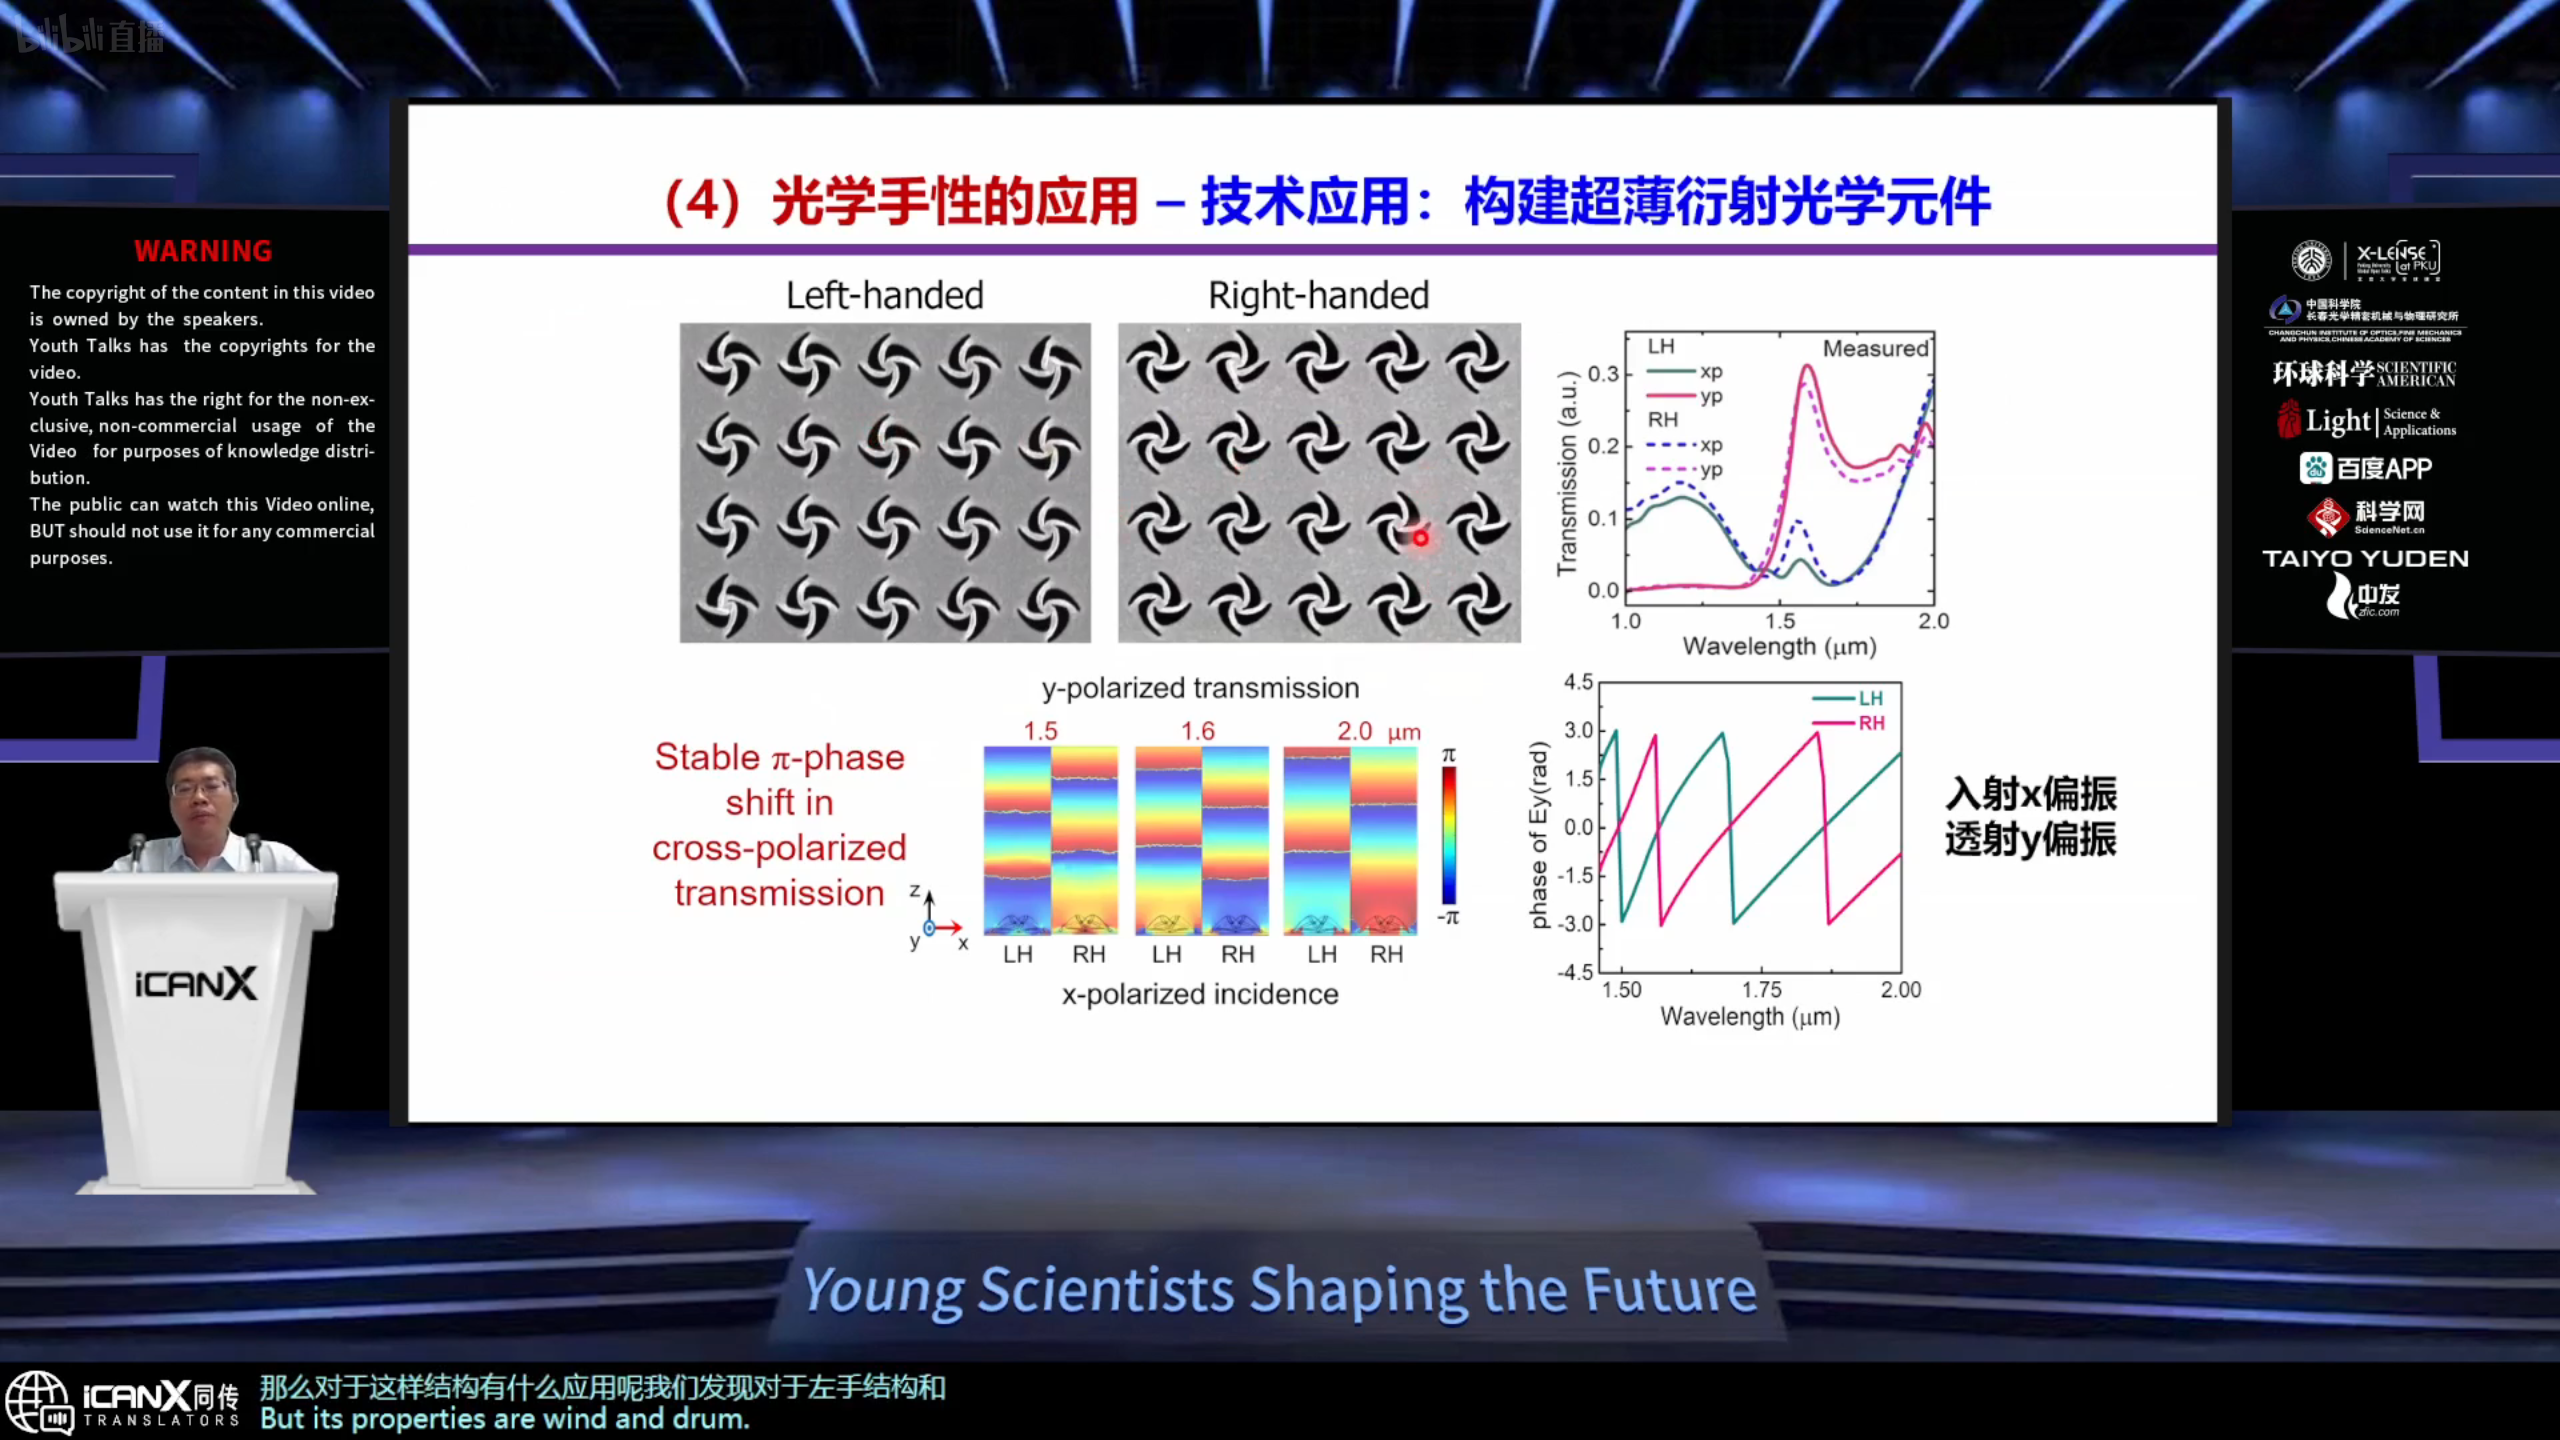 bilibili 直播
WARNING
The copyright of the content in this video
is owned by the speakers.
Youth Talks has the copyrights for the
video.
Youth Talks has the right for the non-ex-
clusive, non-commercial usage of the
Video for purposes of knowledge distri-
bution.
The public can watch this Video online,
BUT should not use it for any commercial
purposes.
(4) 光学手性的应用 – 技术应用：构建超薄衍射光学元件
Left-handed
Right-handed
LH
Measured
xp
yp
RH
xp
yp
Transmission (a.u.)
0.3
0.2
0.1
0.0
1.0
1.5
2.0
Wavelength (μm)
Stable π-phase
shift in
cross-polarized
transmission
z
y
x
y-polarized transmission
1.5
1.6
2.0 μm
π
-π
LH
RH
LH
RH
LH
RH
x-polarized incidence
phase of Ey(rad)
4.5
3.0
1.5
0.0
-1.5
-3.0
-4.5
LH
RH
1.50
1.75
2.00
Wavelength (μm)
入射x偏振
透射y偏振
X-LENSE
at PKU
中国科学院
长春光学精密机械与物理研究所
CHANGCHUN INSTITUTE OF OPTICS,FINE MECHANICS
AND PHYSICS,CHINESE ACADEMY OF SCIENCES
环球科学 SCIENTIFIC
AMERICAN
Light Science &
Applications
du 百度APP
科学网
ScienceNet.cn
TAIYO YUDEN
中发
zfic.com
iCANX
Young Scientists Shaping the Future
iCANX同传
TRANSLATORS
那么对于这样结构有什么应用呢我们发现对于左手结构和
But its properties are wind and drum.